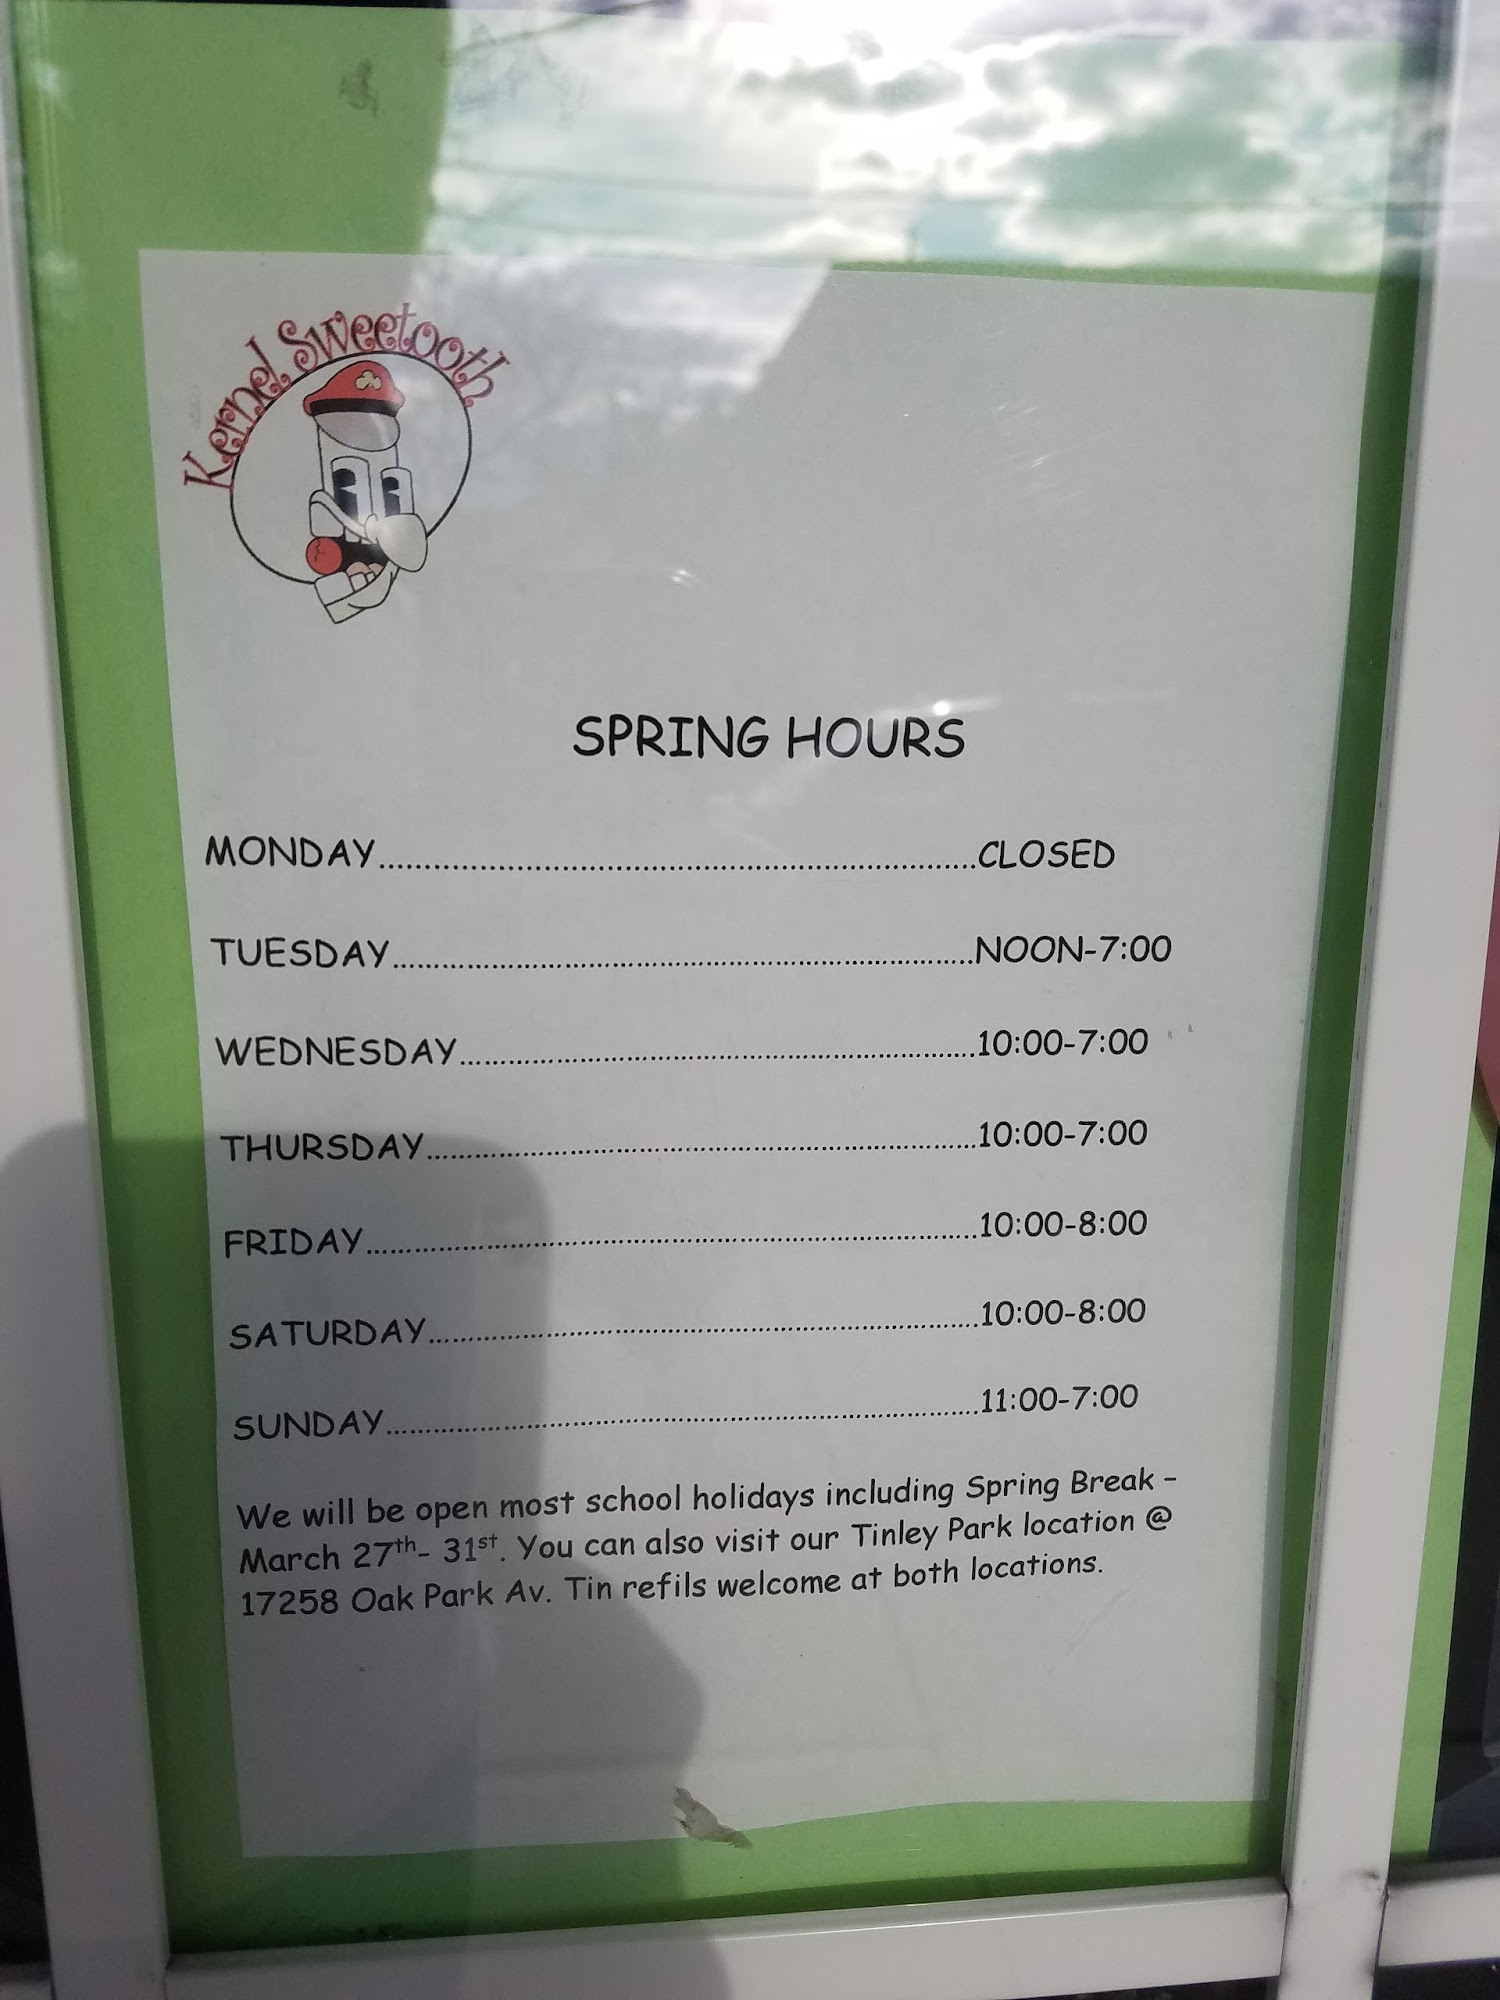 Kernel Sweetooth
SPRING HOURS
MONDAY..........CLOSED
TUESDAY..........NOON-7:00
WEDNESDAY..........10:00-7:00
THURSDAY..........10:00-7:00
FRIDAY..........10:00-8:00
SATURDAY..........10:00-8:00
SUNDAY..........11:00-7:00
We will be open most school holidays including Spring Break –
March 27th- 31st. You can also visit our Tinley Park location @
17258 Oak Park Av. Tin refils welcome at both locations.